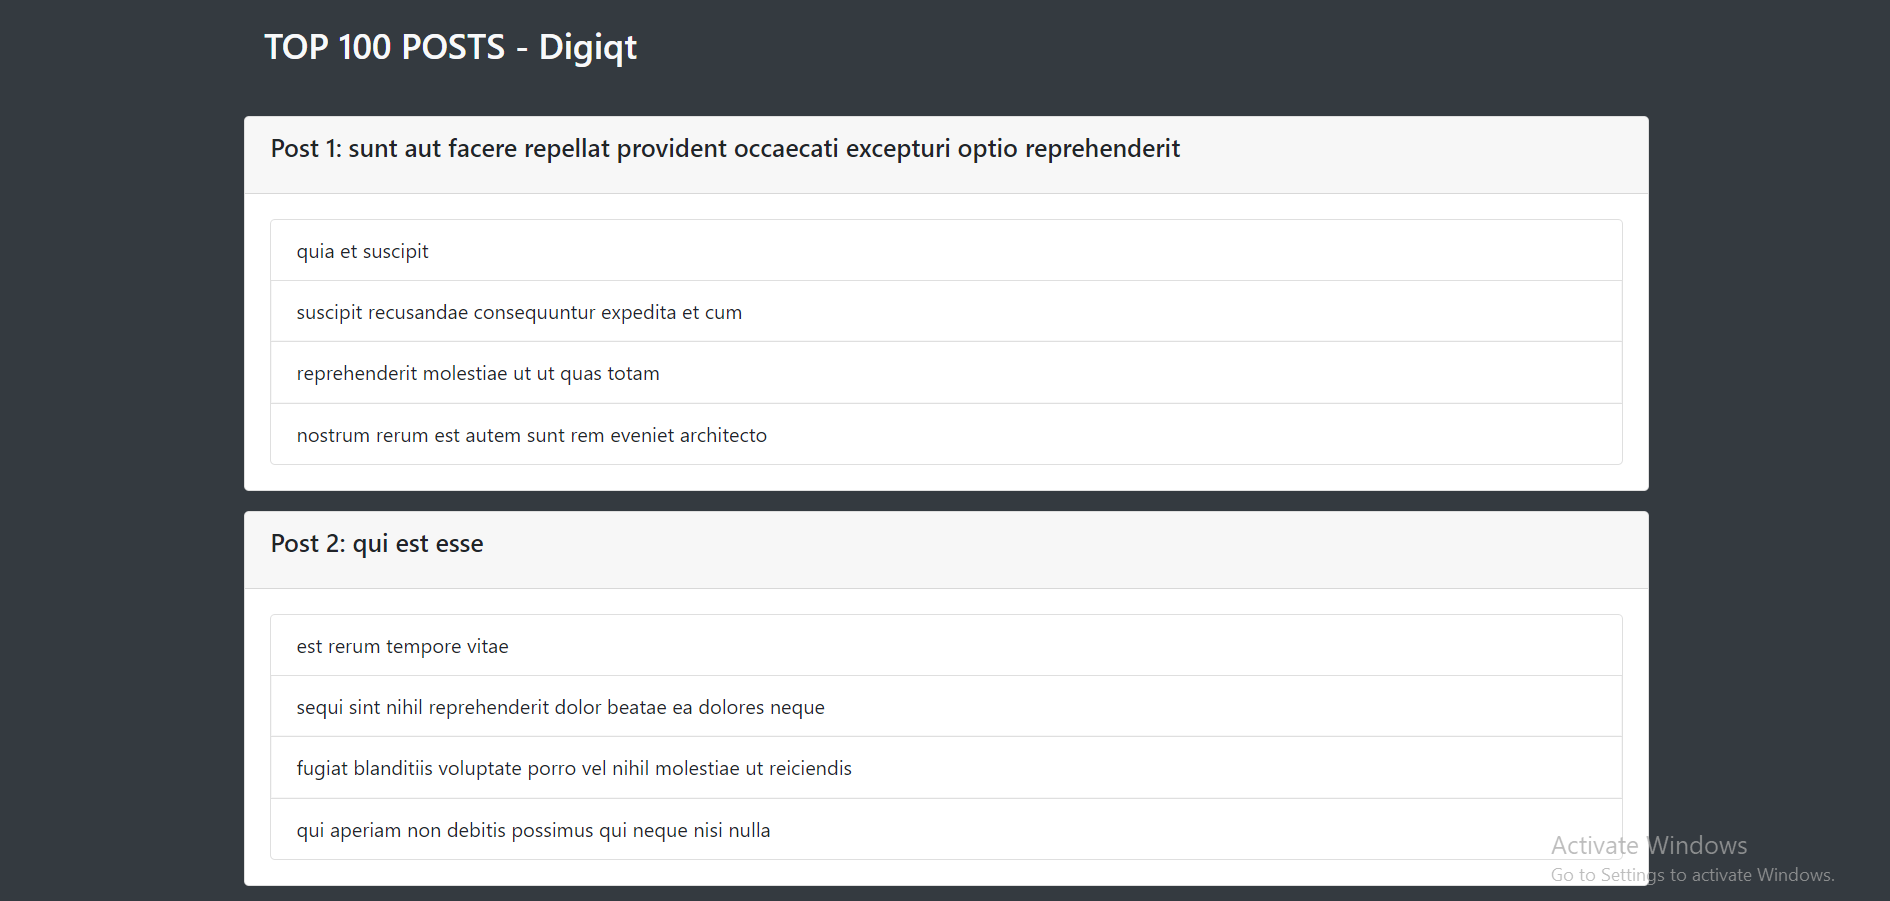 TOP 100 POSTS - Digiqt
Post 1: sunt aut facere repellat provident occaecati excepturi optio reprehenderit
quia et suscipit
suscipit recusandae consequuntur expedita et cum
reprehenderit molestiae ut ut quas totam
nostrum rerum est autem sunt rem eveniet architecto
Post 2: qui est esse
est rerum tempore vitae
sequi sint nihil reprehenderit dolor beatae ea dolores neque
fugiat blanditiis voluptate porro vel nihil molestiae ut reiciendis
qui aperiam non debitis possimus qui neque nisi nulla
Activate Windows
Go to Settings to activate Windows.